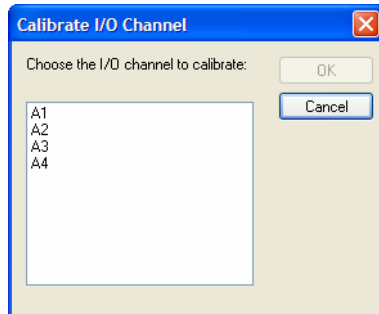 Calibrate I/O Channel
Choose the I/O channel to calibrate:
OK
Cancel
A1
A2
A3
A4